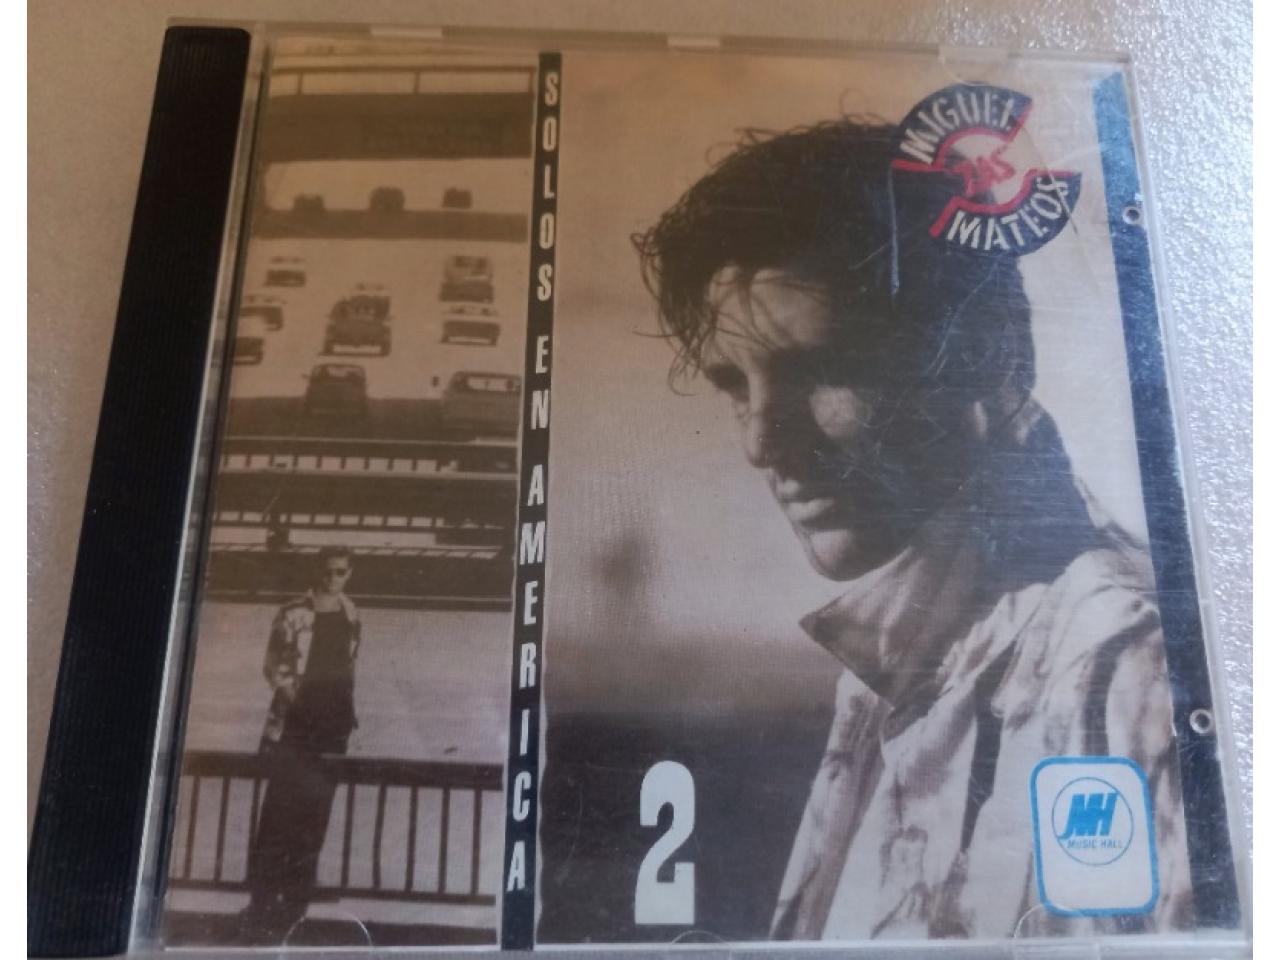 SOLOS EN AMERICA
MIGUEL
ZAS
MATEOS
2
MH
MUSIC HALL